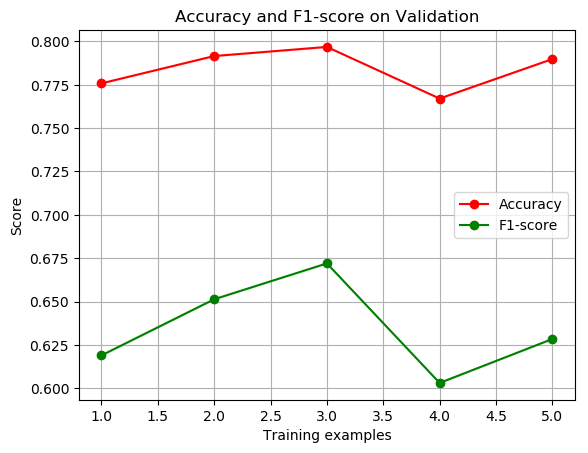 Accuracy and F1-score on Validation
0.800
0.775
0.750
0.725
0.700
0.675
0.650
0.625
0.600
Score
Accuracy
F1-score
1.0 1.5 2.0 2.5 3.0 3.5 4.0 4.5 5.0
Training examples